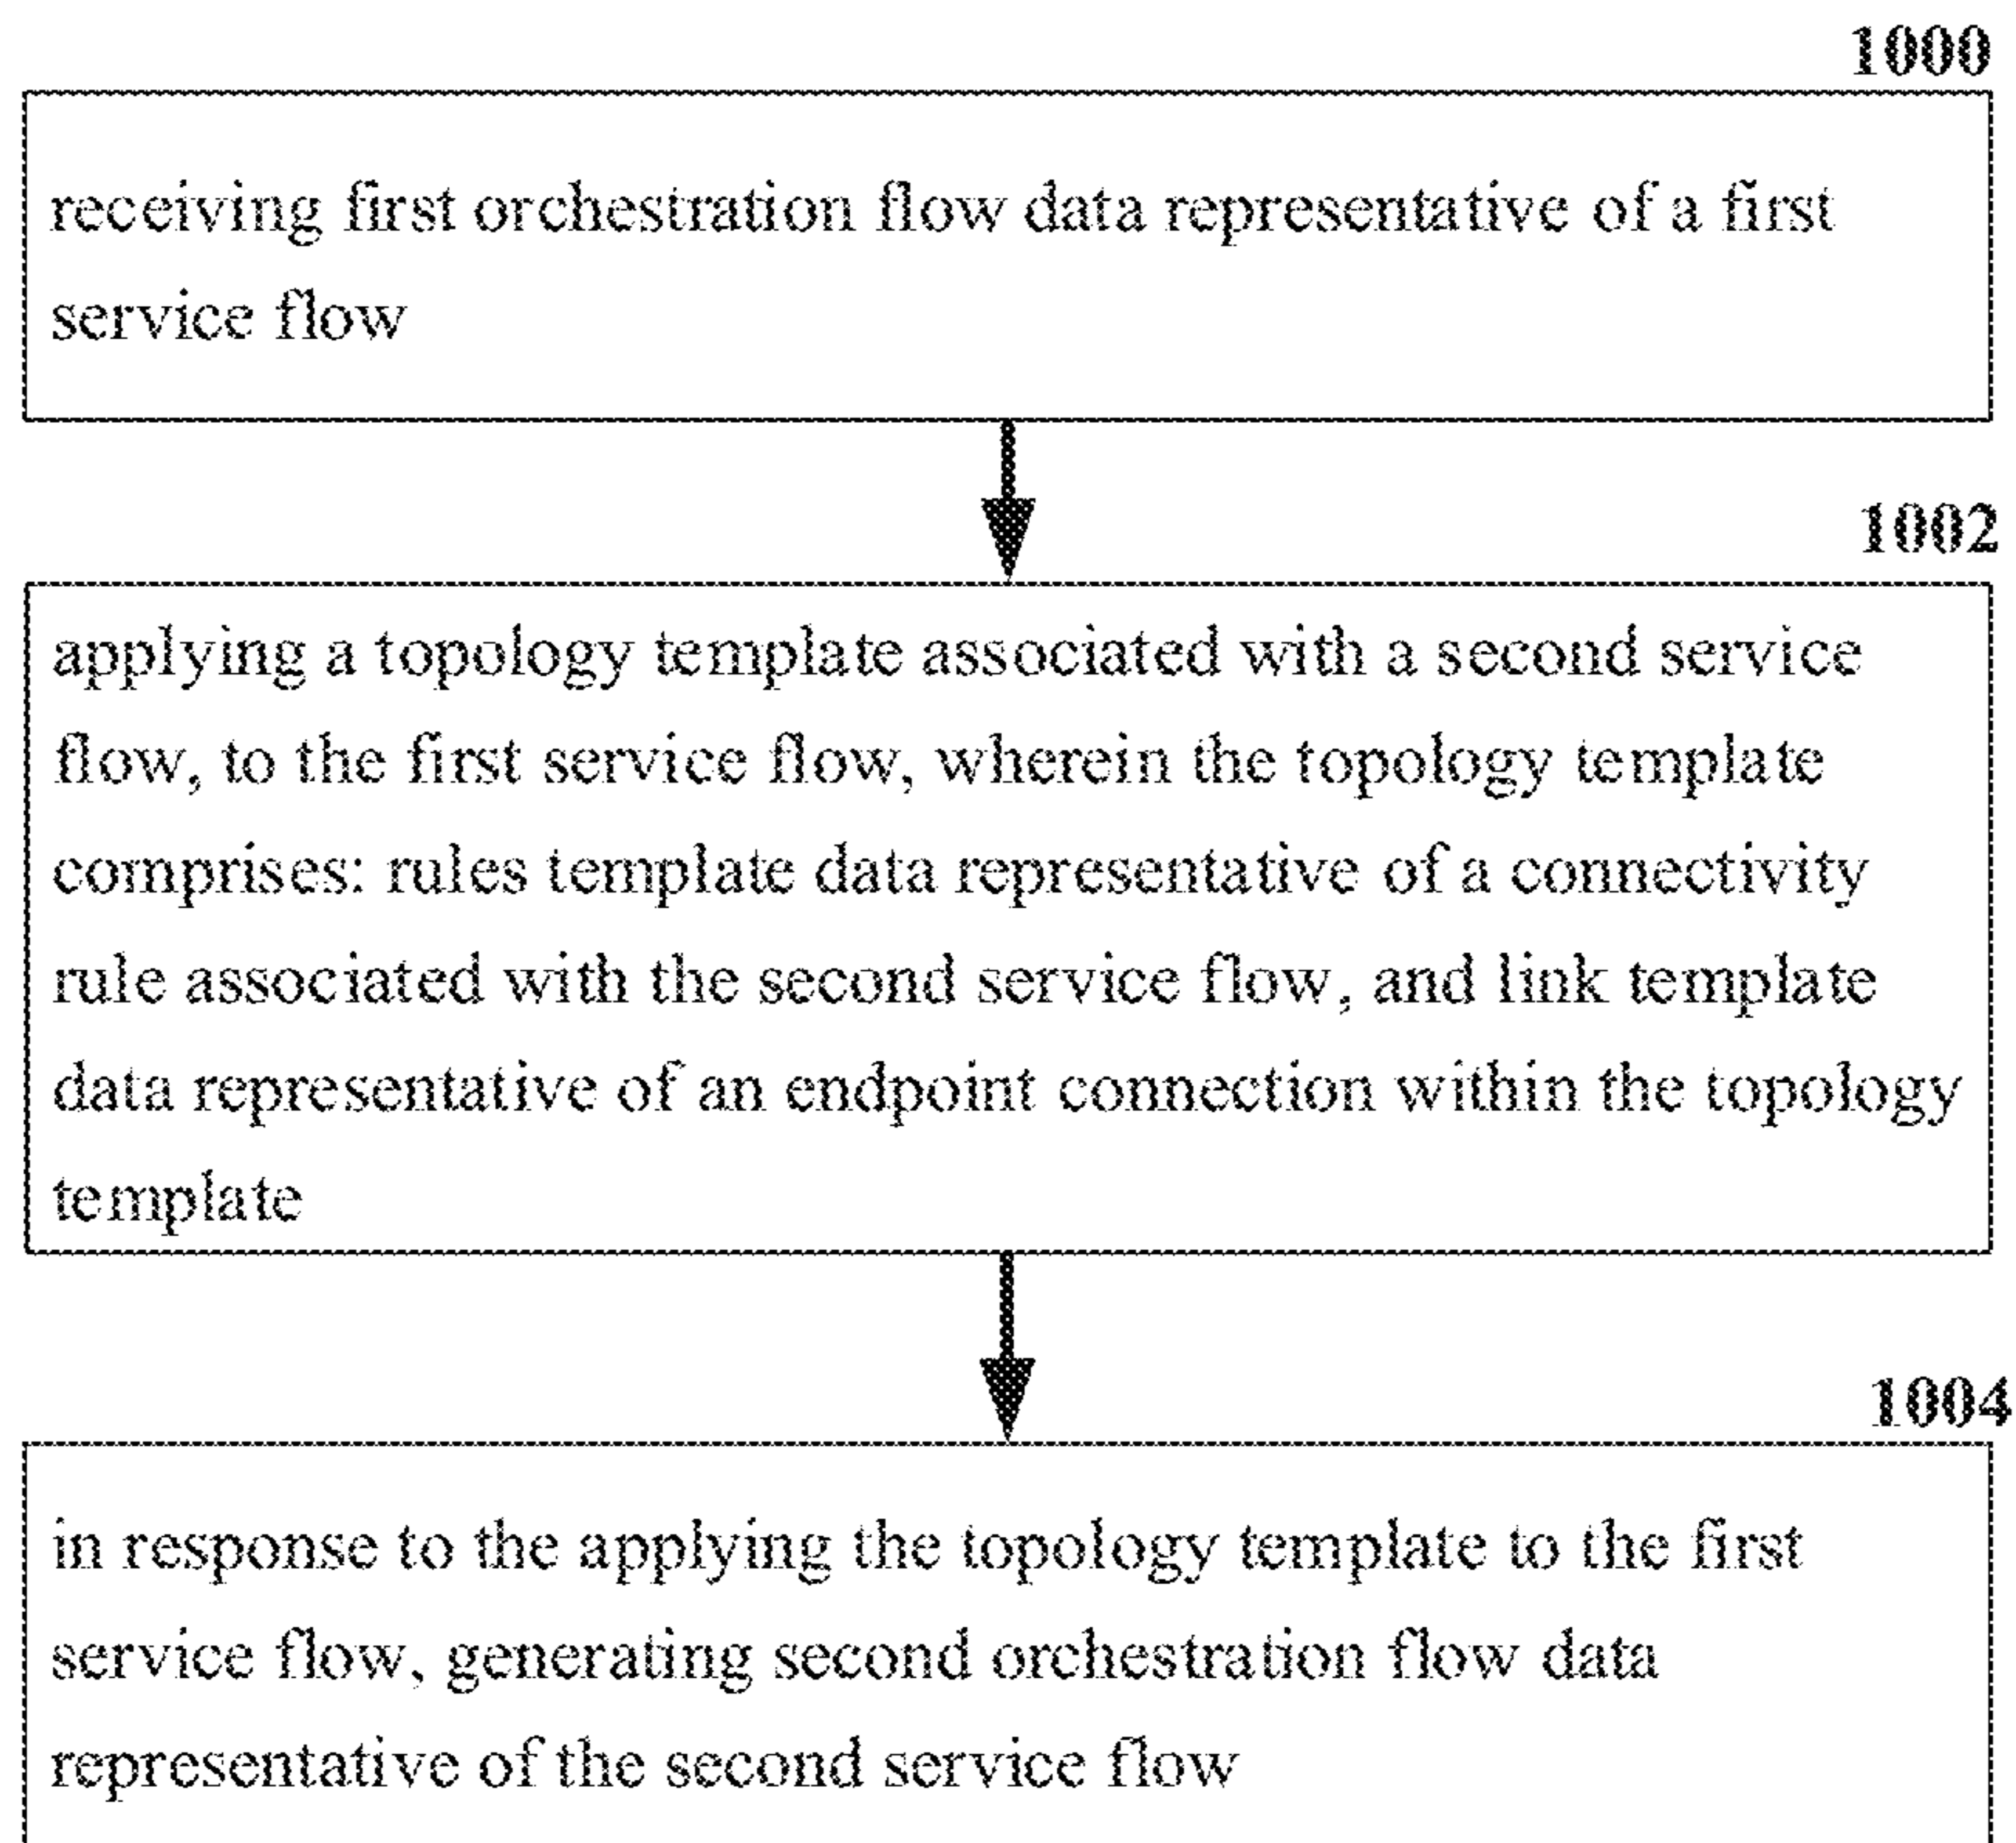 1000
receiving first orchestration flow data representative of a first
service flow
1002
applying a topology template associated with a second service
flow, to the first service flow, wherein the topology template
comprises: rules template data representative of a connectivity
rule associated with the second service flow, and link template
data representative of an endpoint connection within the topology
template
1004
in response to the applying the topology template to the first
service flow, generating second orchestration flow data
representative of the second service flow